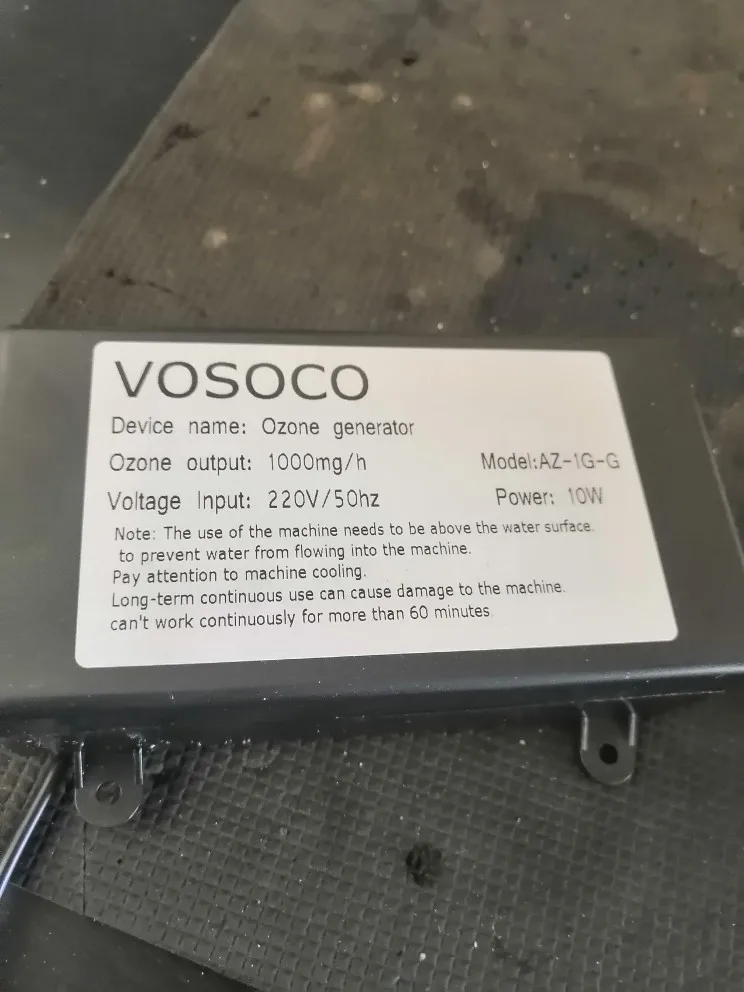 VOSOCO
Device name: Ozone generator
Ozone output: 1000mg/h Model:AZ-1G-G
Voltage Input: 220V/50hz Power: 10W
Note: The use of the machine needs to be above the water surface.
to prevent water from flowing into the machine.
Pay attention to machine cooling.
Long-term continuous use can cause damage to the machine.
can't work continuously for more than 60 minutes.